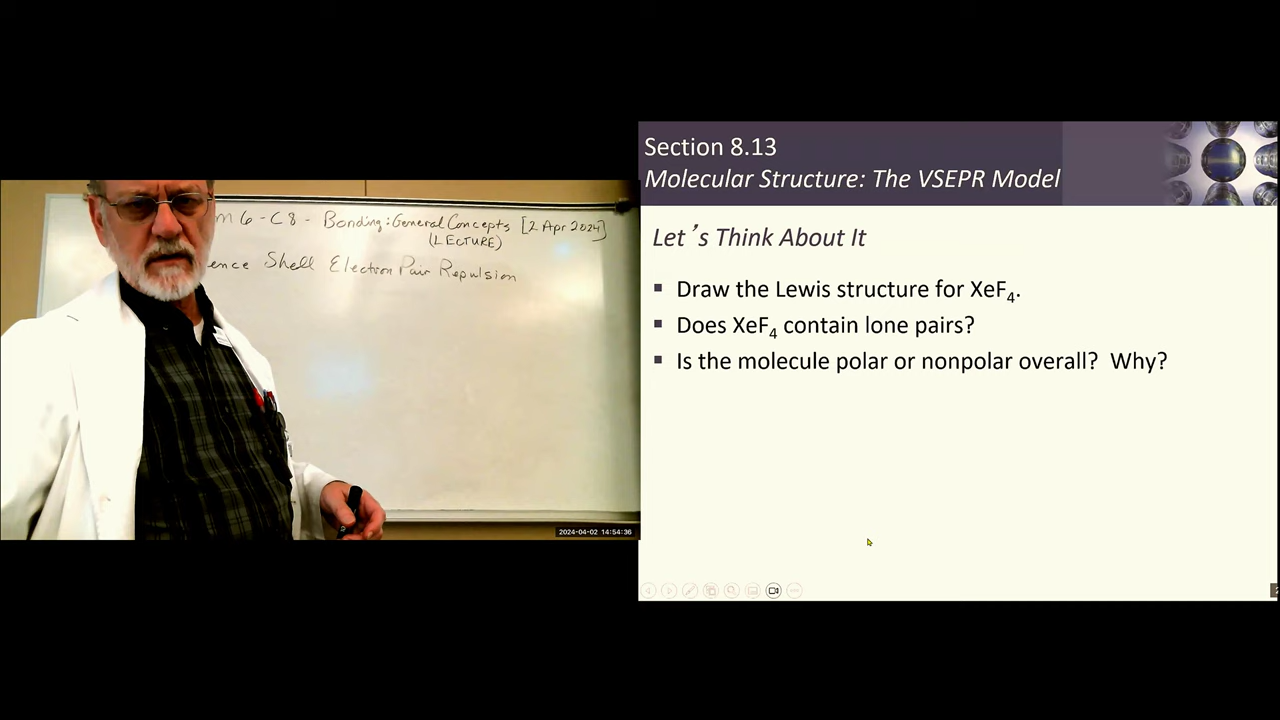 m 6 - C 8 - Bonding: General Concepts [2 Apr 2024]
(LECTURE)
ence Shell Electron Pair Repulsion
2024-04-02 14:54:36
Section 8.13
Molecular Structure: The VSEPR Model
Let's Think About It
▪ Draw the Lewis structure for XeF₄.
▪ Does XeF₄ contain lone pairs?
▪ Is the molecule polar or nonpolar overall? Why?